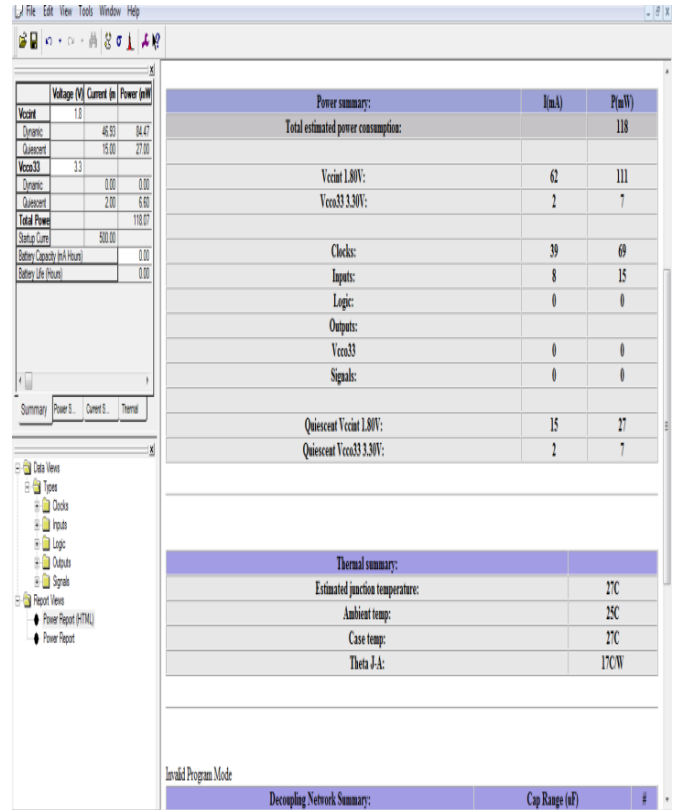 File Edit View Tools Window Help
Voltage (V) Current (m Power (mW
Vccint 1.8
Dynamic 46.93 84.47
Quiescent 15.00 27.00
Vcco33 3.3
Dynamic 0.00 0.00
Quiescent 2.00 6.60
Total Powe 118.07
Startup Curre 500.00
Battery Capacity (mA Hours) 0.00
Battery Life (Hours) 0.00
Summary Power S... Current S... Thermal
Data Views
Types
Clocks
Inputs
Logic
Outputs
Signals
Report Views
Power Report (HTML)
Power Report
Power summary: I(mA) P(mW)
Total estimated power consumption: 118
Vccint 1.80V: 62 111
Vcco33 3.30V: 2 7
Clocks: 39 69
Inputs: 8 15
Logic: 0 0
Outputs:
Vcco33 0 0
Signals: 0 0
Quiescent Vccint 1.80V: 15 27
Quiescent Vcco33 3.30V: 2 7
Thermal summary:
Estimated junction temperature: 27C
Ambient temp: 25C
Case temp: 27C
Theta J-A: 17C/W
Invalid Program Mode
Decoupling Network Summary: Cap Range (uF) #